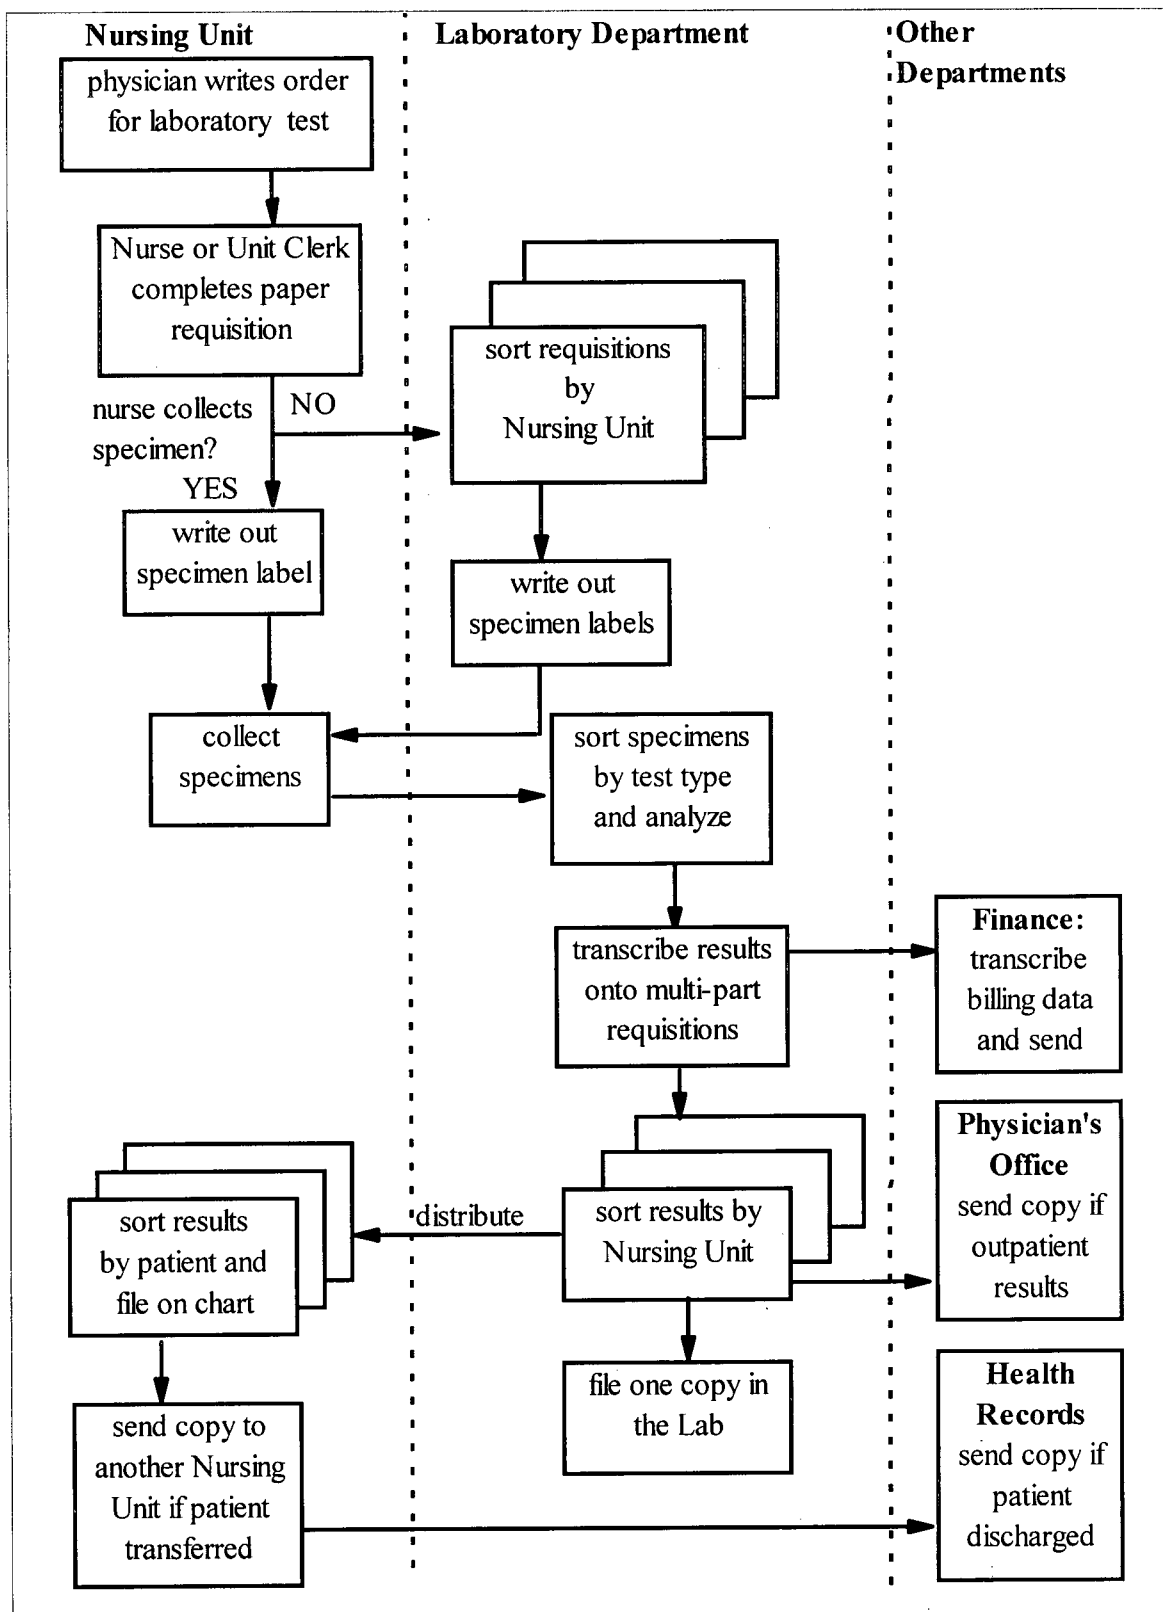 Nursing Unit
Laboratory Department
Other
Departments
physician writes order
for laboratory test
Nurse or Unit Clerk
completes paper
requisition
nurse collects
specimen?
NO
YES
sort requisitions
by
Nursing Unit
write out
specimen label
write out
specimen labels
collect
specimens
sort specimens
by test type
and analyze
transcribe results
onto multi-part
requisitions
Finance:
transcribe
billing data
and send
sort results by
Nursing Unit
distribute
Physician's
Office
send copy if
outpatient
results
sort results
by patient and
file on chart
file one copy in
the Lab
send copy to
another Nursing
Unit if patient
transferred
Health
Records
send copy if
patient
discharged